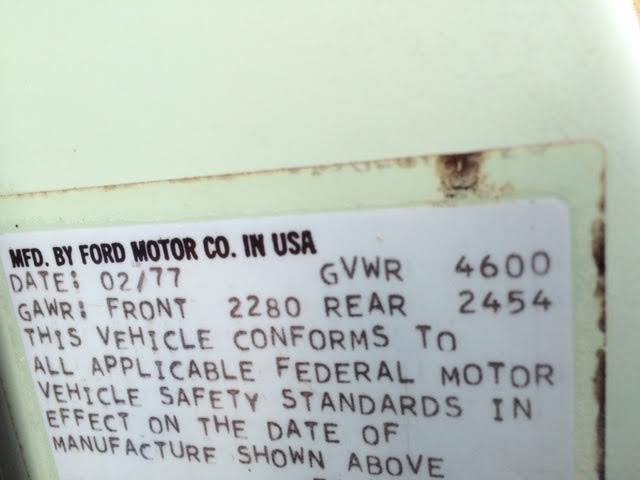 MFD. BY FORD MOTOR CO. IN USA
DATE: 02/77 GVWR 4600
GAWR: FRONT 2280 REAR 2454
THIS VEHICLE CONFORMS TO
ALL APPLICABLE FEDERAL MOTOR
VEHICLE SAFETY STANDARDS IN
EFFECT ON THE DATE OF
MANUFACTURE SHOWN ABOVE